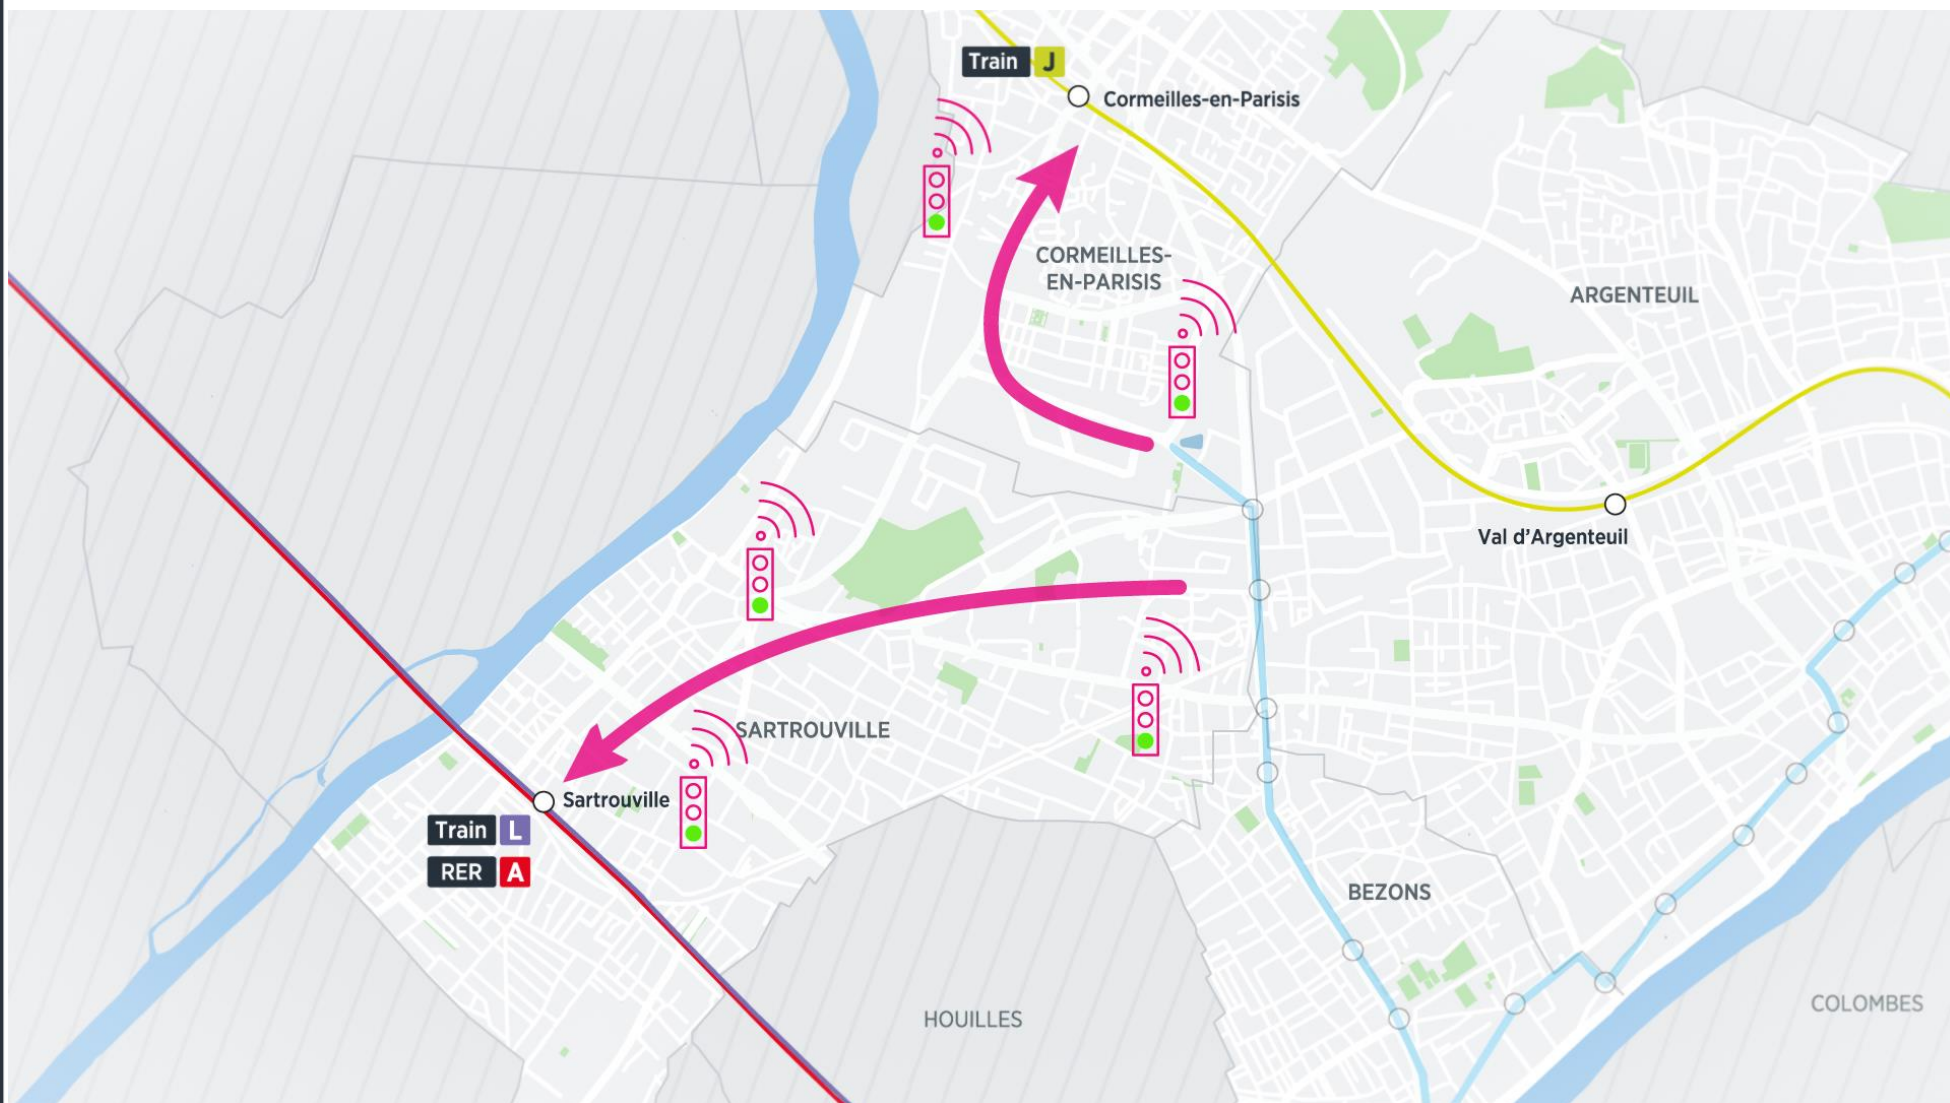 Train J
Cormeilles-en-Parisis
CORMEILLES-
EN-PARISIS
ARGENTEUIL
Val d'Argenteuil
SARTROUVILLE
Sartrouville
Train L
RER A
BEZONS
COLOMBES
HOUILLES